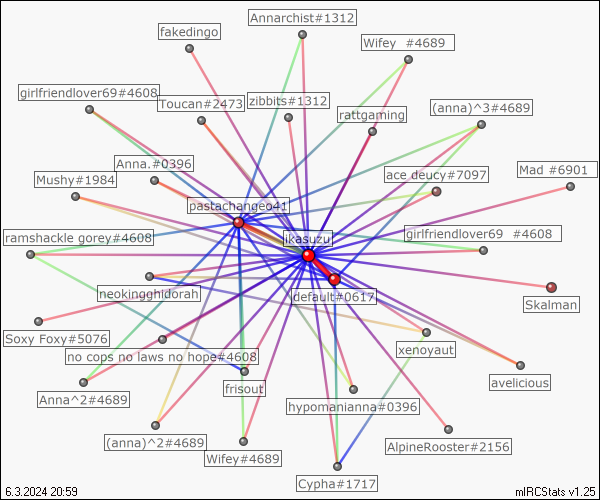 Annarchist#1312
fakedingo
Wifey #4689
girlfriendlover69#4608
Toucan#2473
zibbits#1312
rattgaming
(anna)^3#4689
Anna.#0396
Mushy#1984
ace deucy#7097
Mad #6901
pastachangeo41
ramshackle gorey#4608
ikasuzu
girlfriendlover69 #4608
neokingghidorah
default#0617
Skalman
Soxy Foxy#5076
no cops no laws no hope#4608
xenoyaut
Anna^2#4689
frisout
avelicious
hypomanianna#0396
(anna)^2#4689
Wifey#4689
AlpineRooster#2156
Cypha#1717
6.3.2024 20:59
mIRCStats v1.25